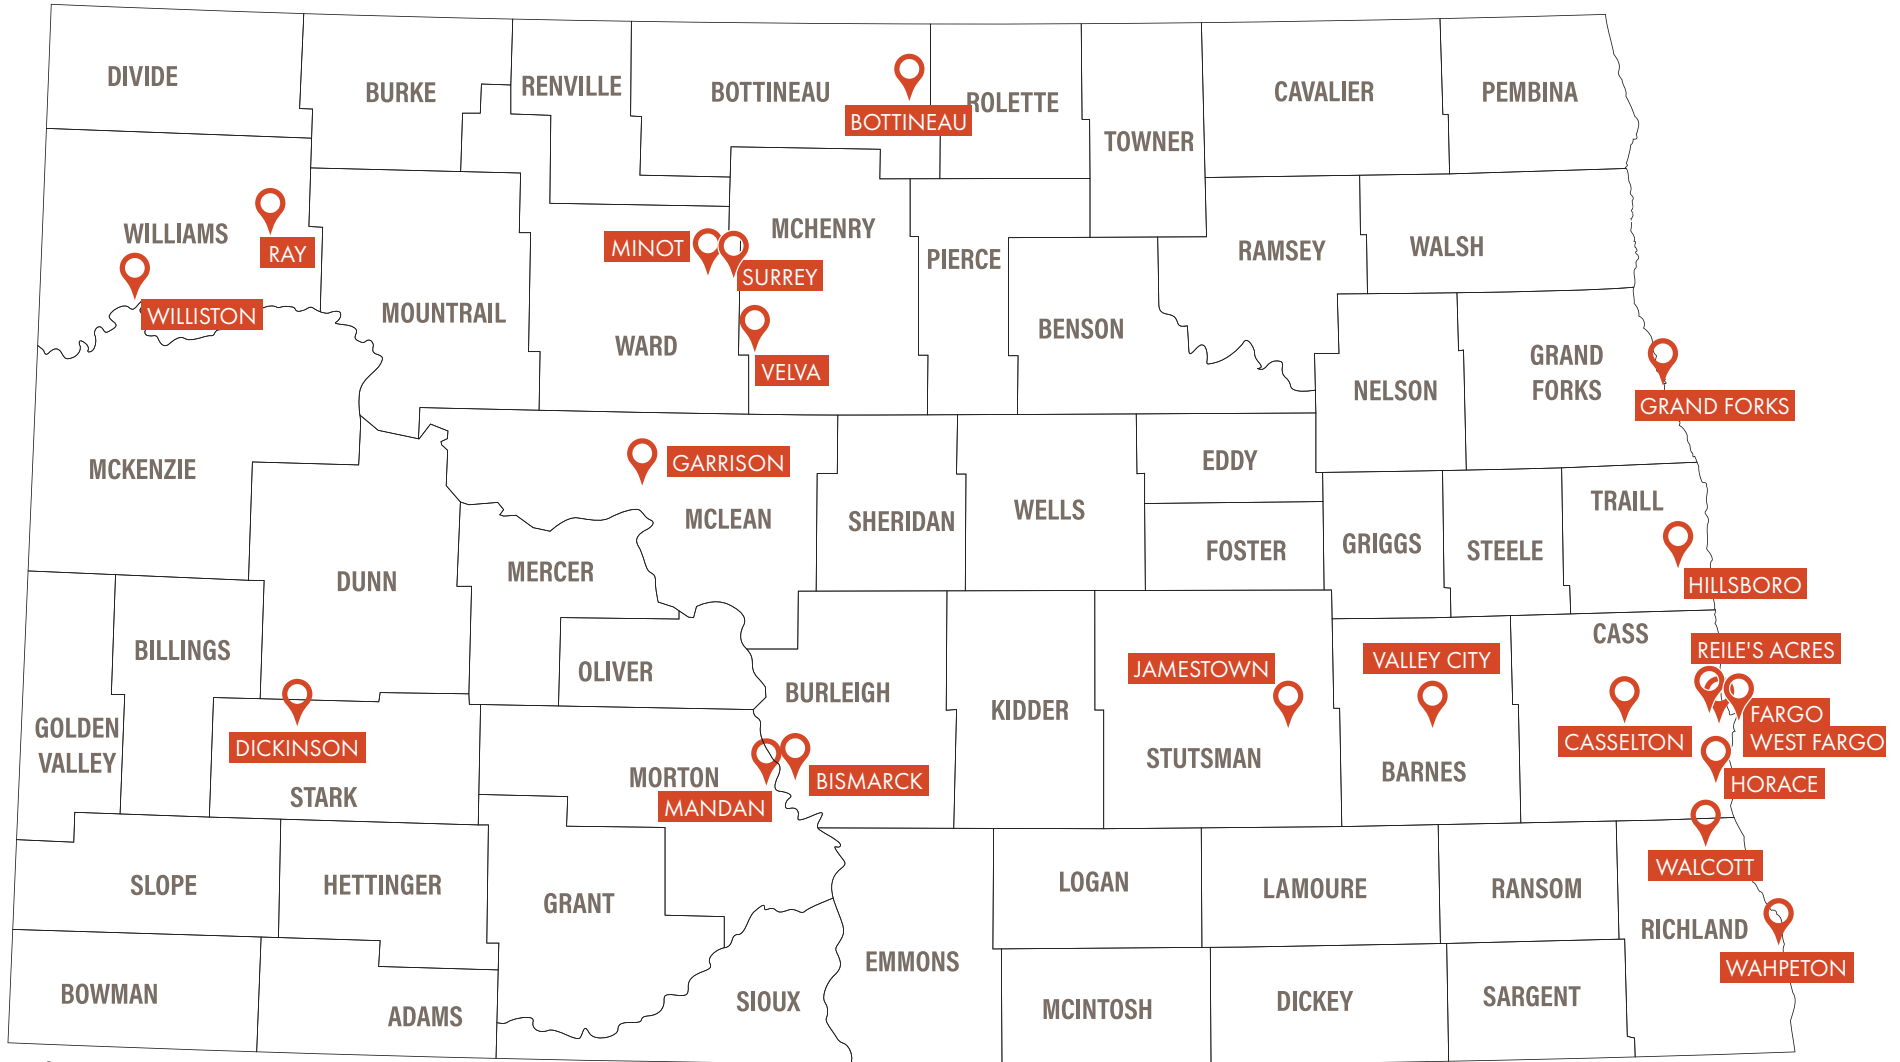 DIVIDE
BURKE
RENVILLE
BOTTINEAU
BOTTINEAU
ROLETTE
TOWNER
CAVALIER
PEMBINA
WILLIAMS
RAY
WILLISTON
MOUNTRAIL
MINOT
SURREY
WARD
VELVA
MCHENRY
PIERCE
BENSON
RAMSEY
WALSH
NELSON
GRAND
FORKS
GRAND FORKS
MCKENZIE
GARRISON
MCLEAN
SHERIDAN
WELLS
EDDY
FOSTER
GRIGGS
STEELE
TRAILL
HILLSBORO
DUNN
MERCER
BILLINGS
OLIVER
GOLDEN
VALLEY
DICKINSON
STARK
MORTON
MANDAN
BURLEIGH
BISMARCK
KIDDER
JAMESTOWN
STUTSMAN
VALLEY CITY
BARNES
CASS
REILE'S ACRES
CASSELTON
FARGO
WEST FARGO
HORACE
WALCOTT
SLOPE
HETTINGER
GRANT
LOGAN
LAMOURE
RANSOM
RICHLAND
WAHPETON
BOWMAN
ADAMS
SIOUX
EMMONS
MCINTOSH
DICKEY
SARGENT